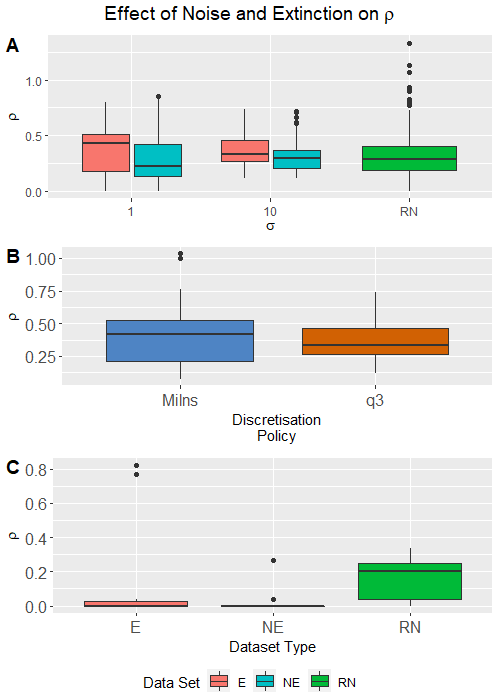 Effect of Noise and Extinction on ρ
A
ρ
1.0
0.5
0.0
1 10 RN
σ
B
ρ
1.00
0.75
0.50
0.25
Milns q3
Discretisation
Policy
C
ρ
0.8
0.6
0.4
0.2
0.0
E NE RN
Dataset Type
Data Set E NE RN